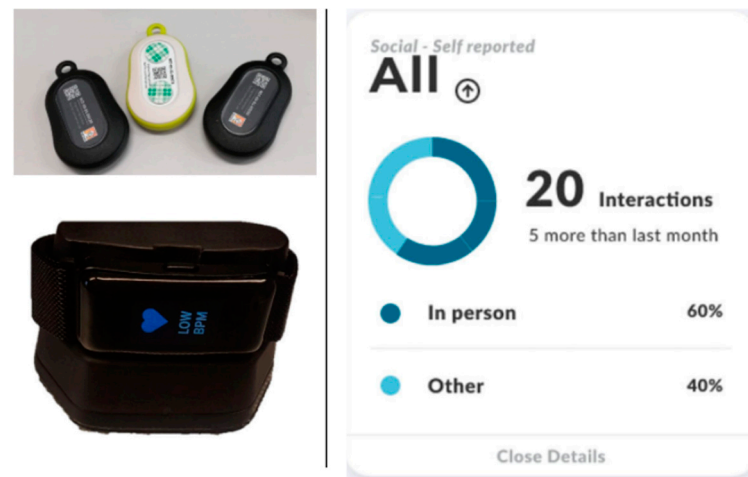 LOW
BPM
Social - Self reported
All
20 Interactions
5 more than last month
In person 60%
Other 40%
Close Details